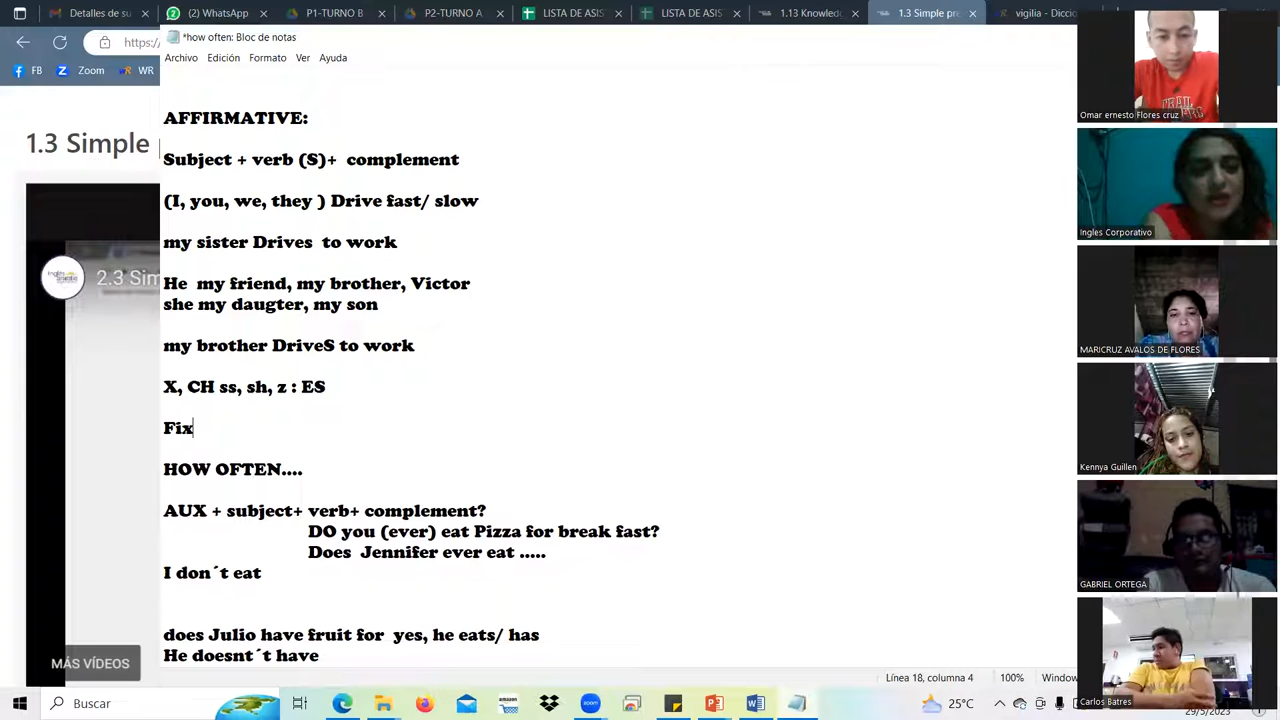 (2) WhatsApp
P1-TURNO B
P2-TURNO A
LISTA DE ASIS
LISTA DE ASIS
1.13 Knowled
1.3 Simple pre
vigilia - Diccio
*how often: Bloc de notas
https:/
Archivo Edición Formato Ver Ayuda
FB Zoom WR
AFFIRMATIVE:
1.3 Simple
Subject + verb (S)+ complement
(I, you, we, they ) Drive fast/ slow
my sister Drives to work
2.3 Sim
He my friend, my brother, Victor
she my daugter, my son
my brother DriveS to work
X, CH ss, sh, z : ES
Fix
HOW OFTEN....
AUX + subject+ verb+ complement?
DO you (ever) eat Pizza for break fast?
Does Jennifer ever eat .....
I don´t eat
does Julio have fruit for yes, he eats/ has
He doesnt´t have
MÁS VÍDEOS
Línea 18, columna 4 100% Window
Buscar
25°C
29/5/2023
Omar ernesto Flores cruz
Ingles Corporativo
MARICRUZ AVALOS DE FLORES
Kennya Guillen
GABRIEL ORTEGA
Carlos Batres